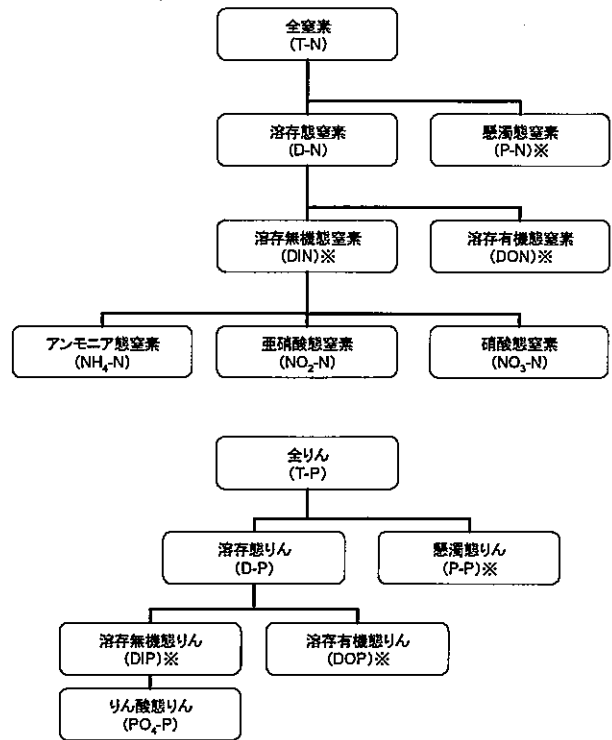 全窒素
(T-N)
溶存態窒素
(D-N)
懸濁態窒素
(P-N)※
溶存無機態窒素
(DIN)※
溶存有機態窒素
(DON)※
アンモニア態窒素
(NH₄-N)
亜硝酸態窒素
(NO₂-N)
硝酸態窒素
(NO₃-N)
全りん
(T-P)
溶存態りん
(D-P)
懸濁態りん
(P-P)※
溶存無機態りん
(DIP)※
溶存有機態りん
(DOP)※
りん酸態りん
(PO₄-P)